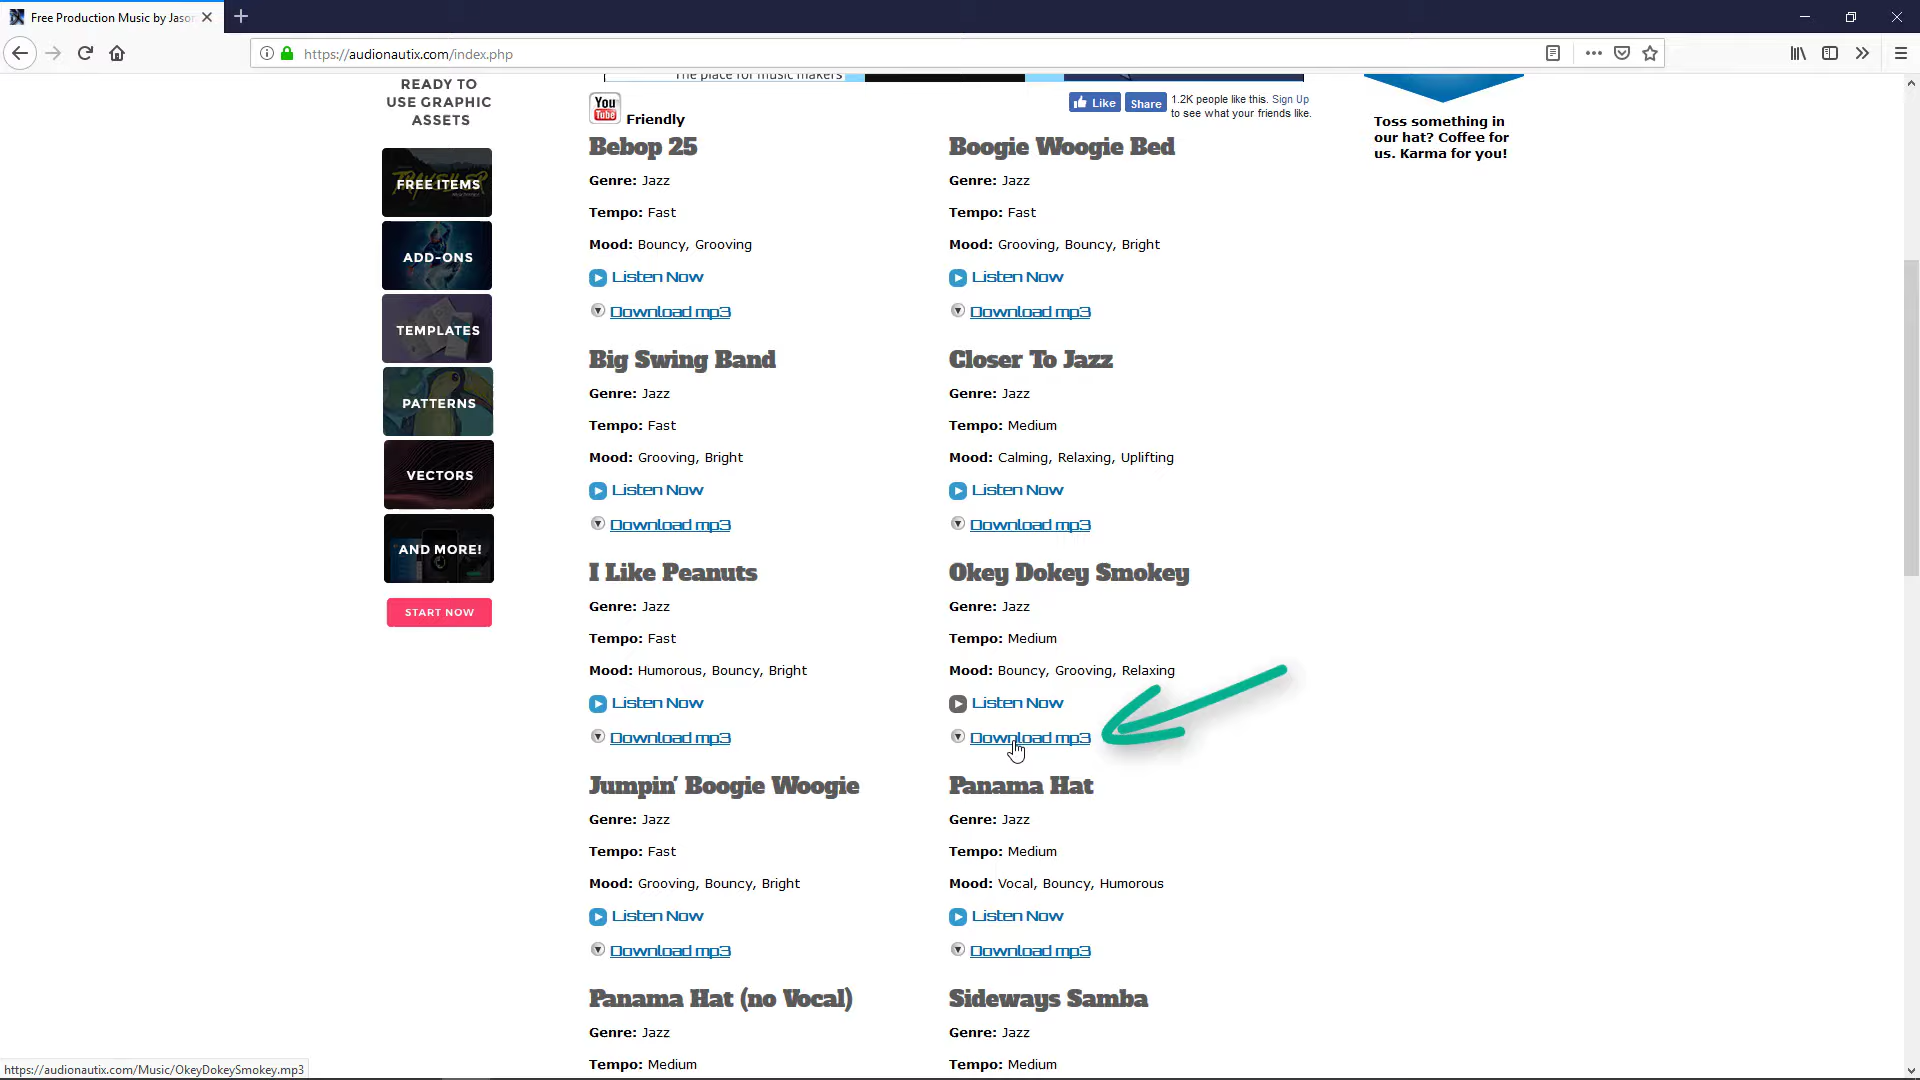 Free Production Music by Jaso
https://audionautix.com/index.php
READY TO
USE GRAPHIC
ASSETS
FREE ITEMS
ADD-ONS
TEMPLATES
PATTERNS
VECTORS
AND MORE!
START NOW
The place for music makers
You
Tube
Friendly
Like
Share
1.2K people like this. Sign Up
to see what your friends like.
Toss something in
our hat? Coffee for
us. Karma for you!
Bebop 25
Genre: Jazz
Tempo: Fast
Mood: Bouncy, Grooving
Listen Now
Download mp3
Boogie Woogie Bed
Genre: Jazz
Tempo: Fast
Mood: Grooving, Bouncy, Bright
Listen Now
Download mp3
Big Swing Band
Genre: Jazz
Tempo: Fast
Mood: Grooving, Bright
Listen Now
Download mp3
Closer To Jazz
Genre: Jazz
Tempo: Medium
Mood: Calming, Relaxing, Uplifting
Listen Now
Download mp3
I Like Peanuts
Genre: Jazz
Tempo: Fast
Mood: Humorous, Bouncy, Bright
Listen Now
Download mp3
Okey Dokey Smokey
Genre: Jazz
Tempo: Medium
Mood: Bouncy, Grooving, Relaxing
Listen Now
Download mp3
Jumpin' Boogie Woogie
Genre: Jazz
Tempo: Fast
Mood: Grooving, Bouncy, Bright
Listen Now
Download mp3
Panama Hat
Genre: Jazz
Tempo: Medium
Mood: Vocal, Bouncy, Humorous
Listen Now
Download mp3
Panama Hat (no Vocal)
Genre: Jazz
Tempo: Medium
Sideways Samba
Genre: Jazz
Tempo: Medium
https://audionautix.com/Music/OkeyDokeySmokey.mp3